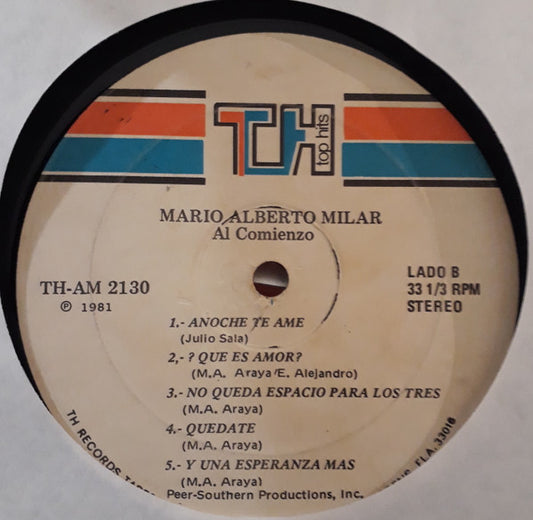 TH
top hits
MARIO ALBERTO MILAR
Al Comienzo
TH-AM 2130
℗ 1981
LADO B
33 1/3 RPM
STEREO
1.- ANOCHE TE AME
(Julio Sala)
2,- ? QUE ES AMOR?
(M.A. Araya/E. Alejandro)
3.- NO QUEDA ESPACIO PARA LOS TRES
(M.A. Araya)
4.- QUEDATE
(M.A. Araya)
5.- Y UNA ESPERANZA MAS
(M.A. Araya)
Peer-Southern Productions, Inc.
TH RECORDS
FLA. 33018